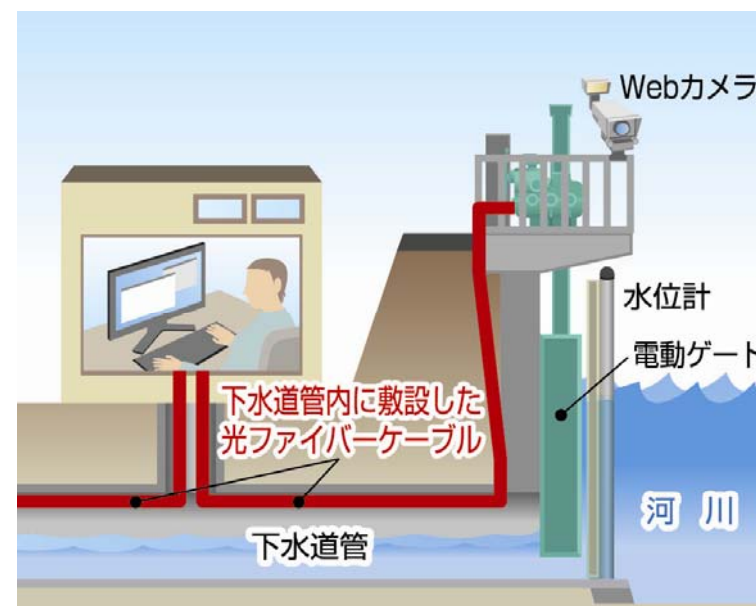 Webカメラ
水位計
電動ゲート
下水道管内に敷設した
光ファイバーケーブル
河川
下水道管